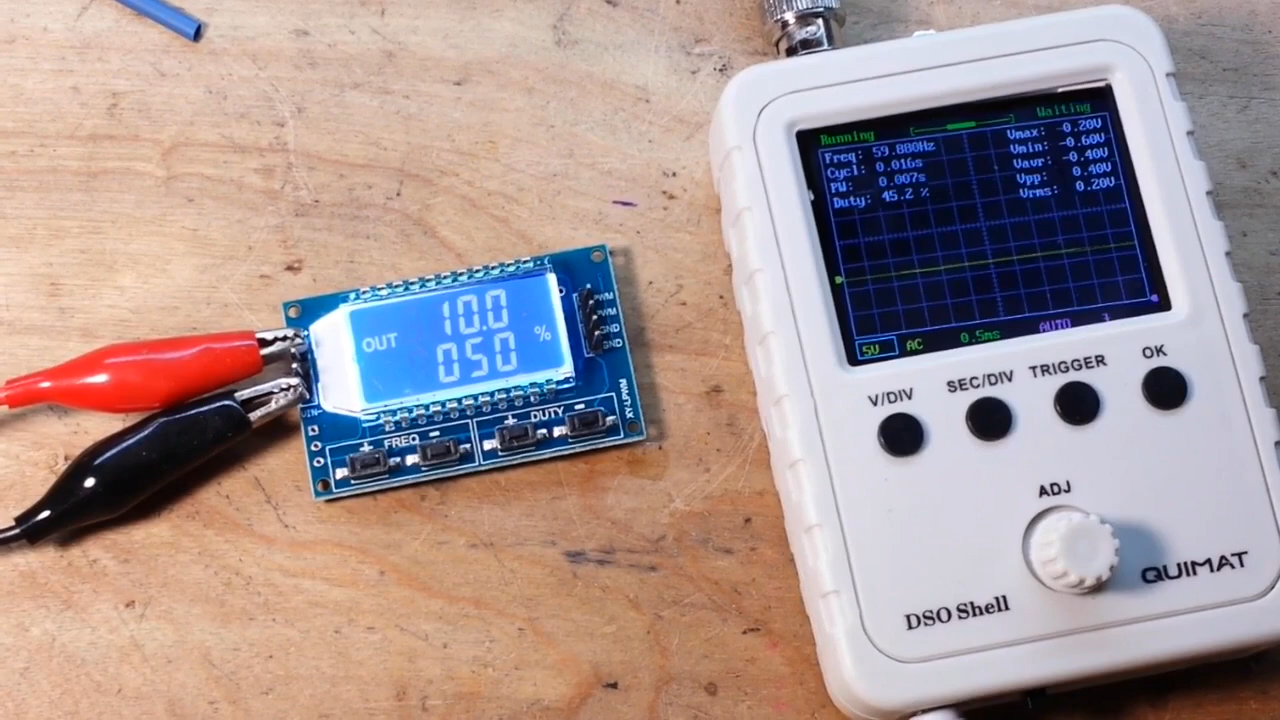 OUT 10.0
050 %
PWM
PWM
GND
GND
VIN-
+ FREQ -
+ DUTY -
XY-LPWM
Running
Waiting
Freq: 59.880Hz
Cycl: 0.016s
PW: 0.007s
Duty: 45.2 %
Vmax: -0.20V
Vmin: -0.60V
Vavr: -0.40V
Vpp: 0.40V
Vrms: 0.20V
5V AC 0.5ms AUTO
V/DIV
SEC/DIV
TRIGGER
OK
ADJ
DSO Shell
QUIMAT